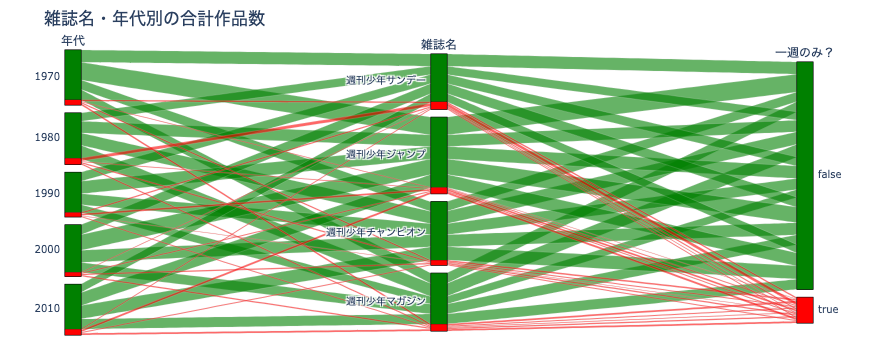 雑誌名・年代別の合計作品数
年代
雑誌名
一週のみ？
1970
1980
1990
2000
2010
週刊少年サンデー
週刊少年ジャンプ
週刊少年チャンピオン
週刊少年マガジン
false
true